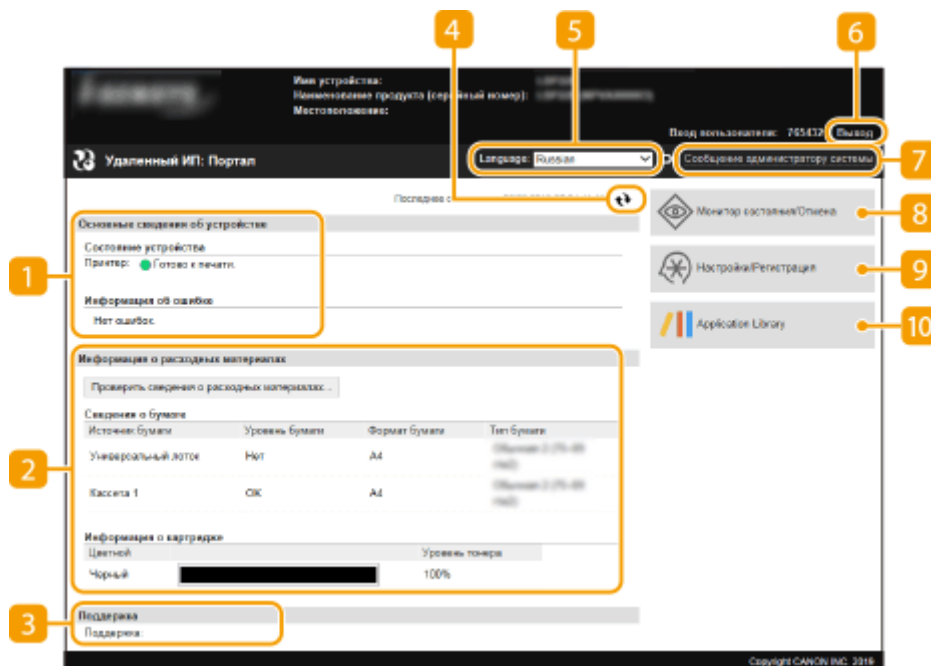 4
5
6
Имя устройства:
Наименование продукта (серийный номер):
Местоположение:
Вход пользователя: 765432 Выход
Удаленный ИП: Портал
Language: Russian
Сообщение администратору системы
7
Последнее о
Основные сведения об устройстве
Состояние устройства
Принтер: Готово к печати.
Информация об ошибке
Нет ошибок.
1
Монитор состояния/Отмена
8
Настройки/Регистрация
9
Application Library
10
Информация о расходных материалах
Проверить сведения о расходных материалах...
Сведения о бумаге
Источник бумаги Уровень бумаги Формат бумаги Тип бумаги
Универсальный лоток Нет A4
Кассета 1 OK A4
2
Информация о картридже
Цветной Уровень тонера
Черный 100%
3
Поддержка
Поддержка:
Copyright CANON INC. 2019